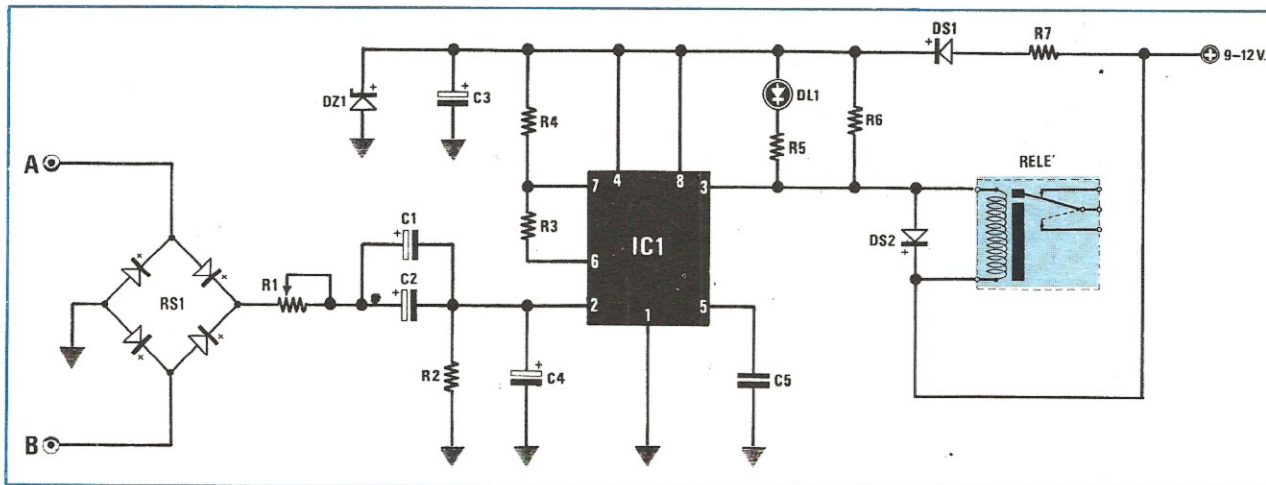 DS1
R7
9-12 V.
DZ1
C3
R4
DL1
R6
R5
RELE'
A
7
4
8
3
C1
R3
IC1
DS2
6
R1
C2
RS1
2
1
5
R2
C4
C5
B